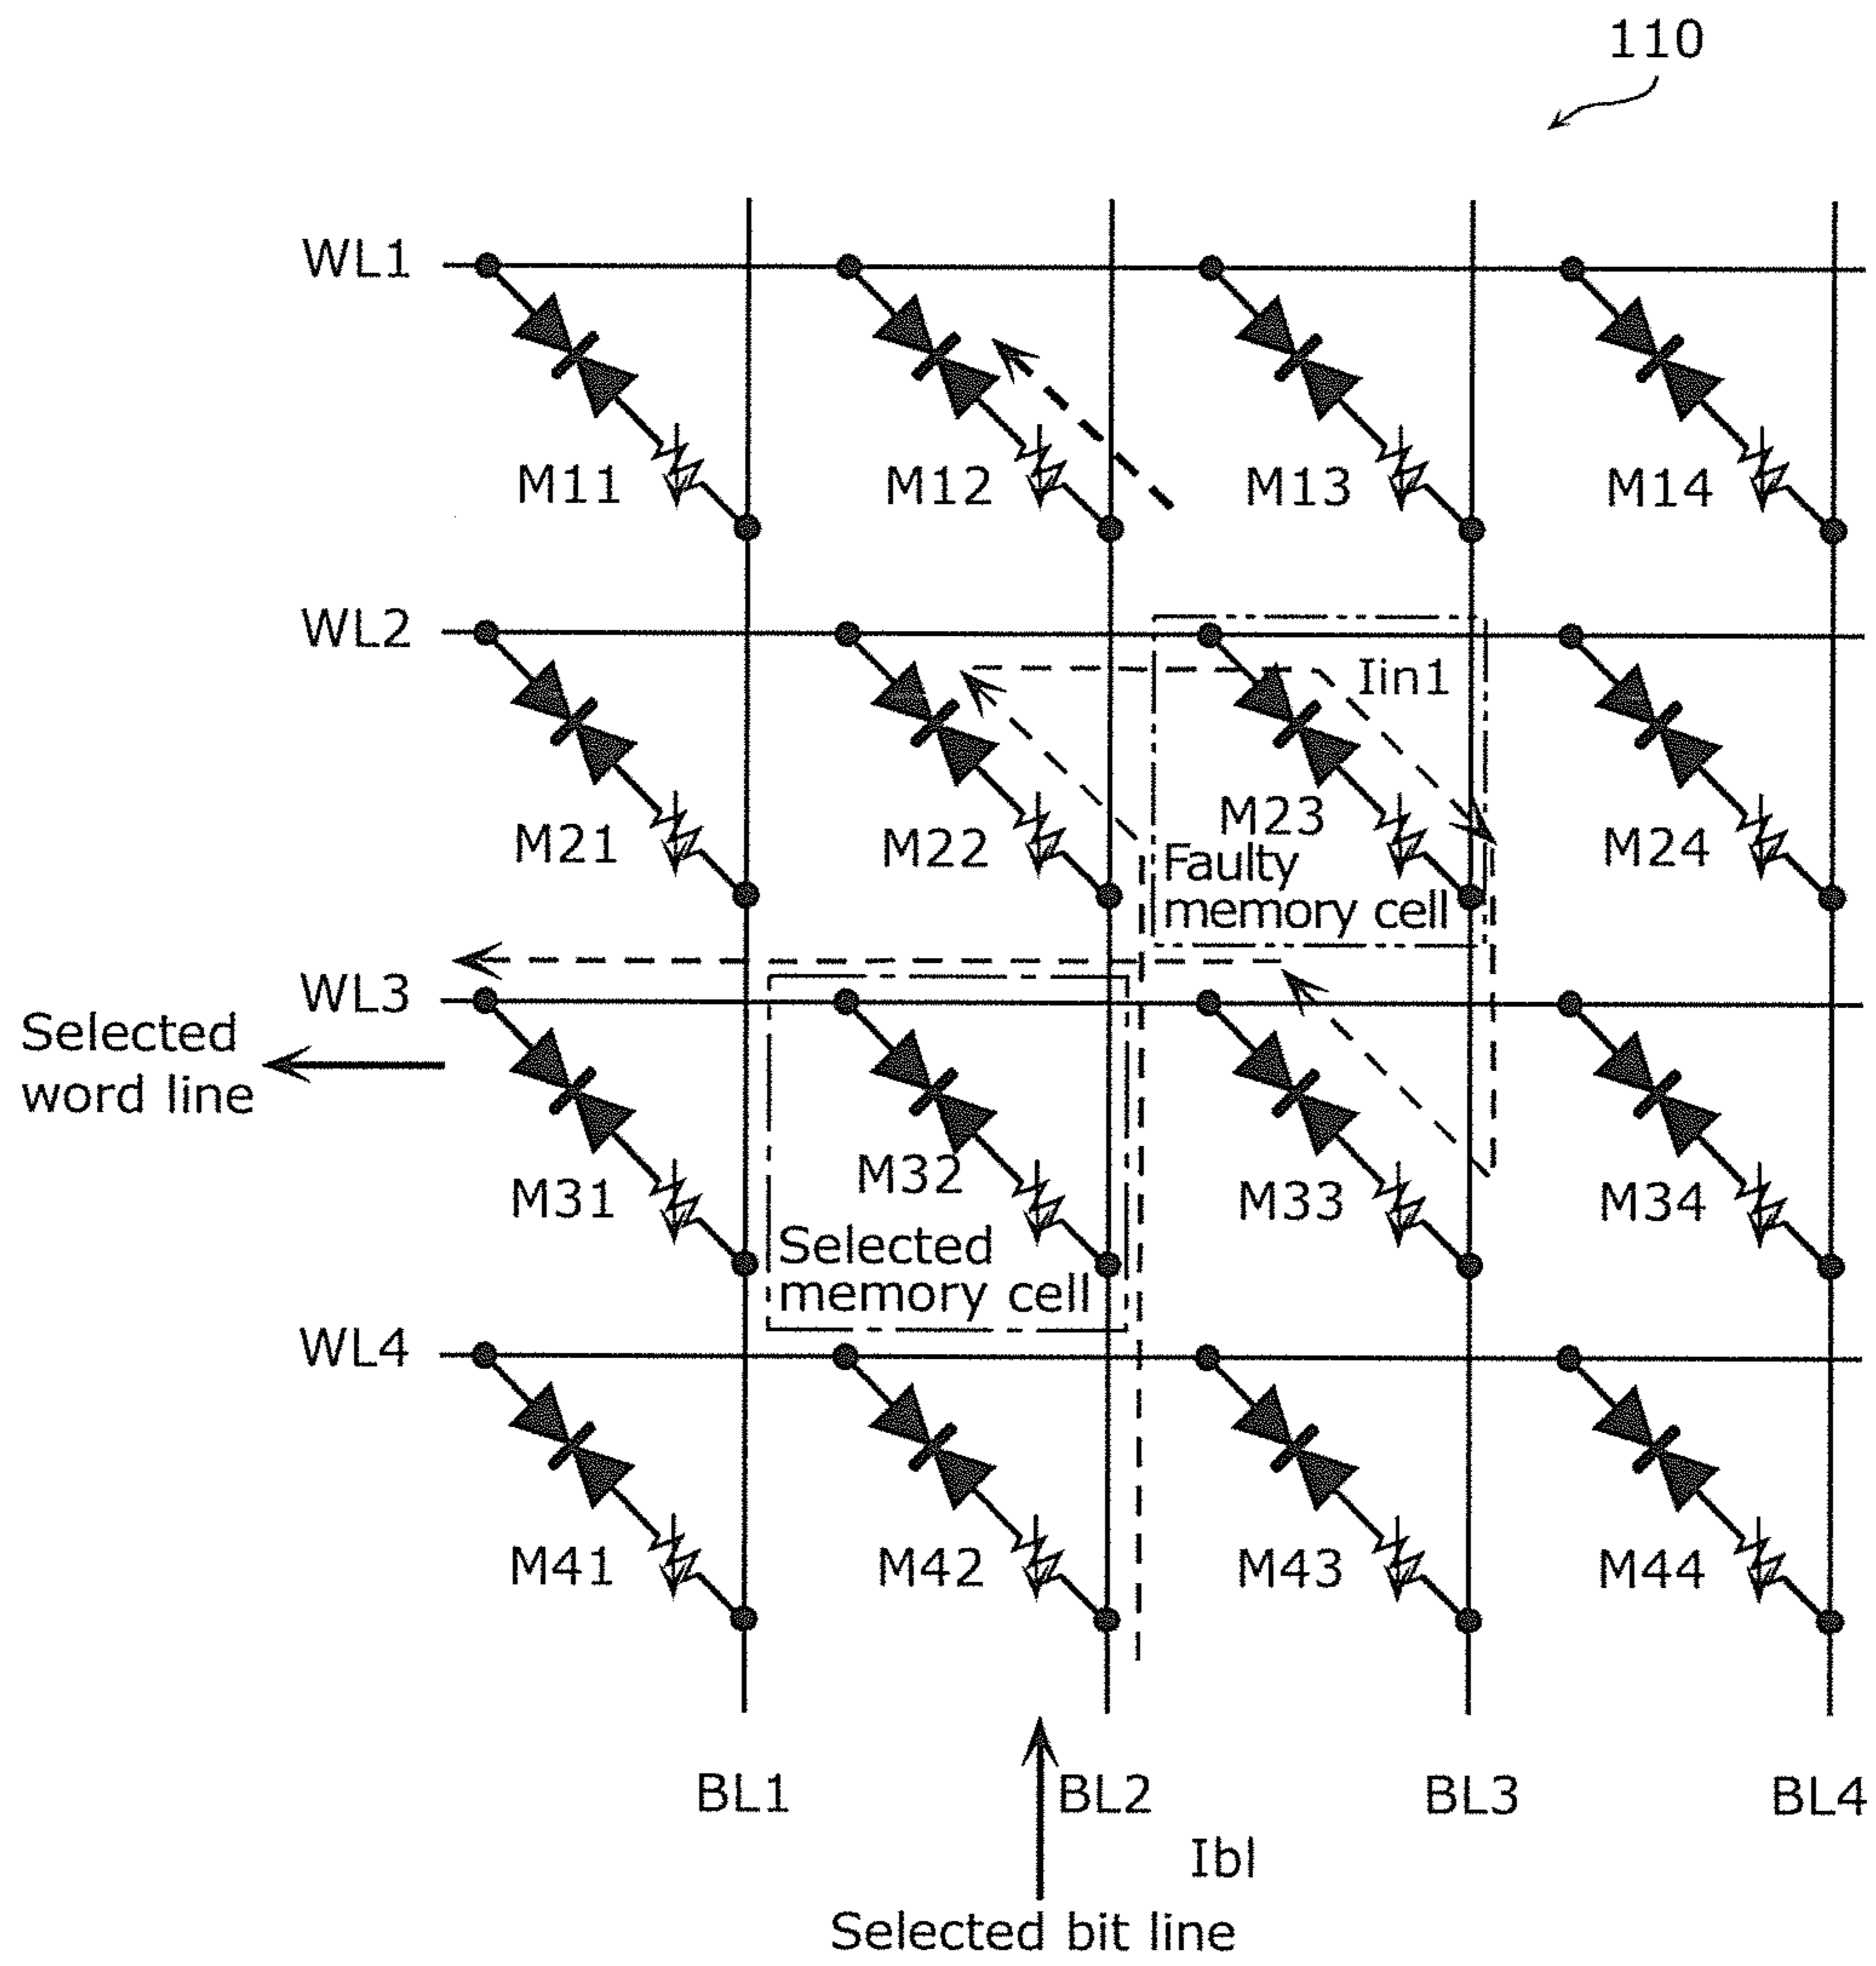 110
WL1
M11
M12
M13
M14
WL2
Iin1
M21
M22
M23
M24
Faulty
memory cell
WL3
Selected
word line
M31
M32
M33
M34
Selected
memory cell
WL4
M41
M42
M43
M44
BL1
BL2
BL3
BL4
Ibl
Selected bit line